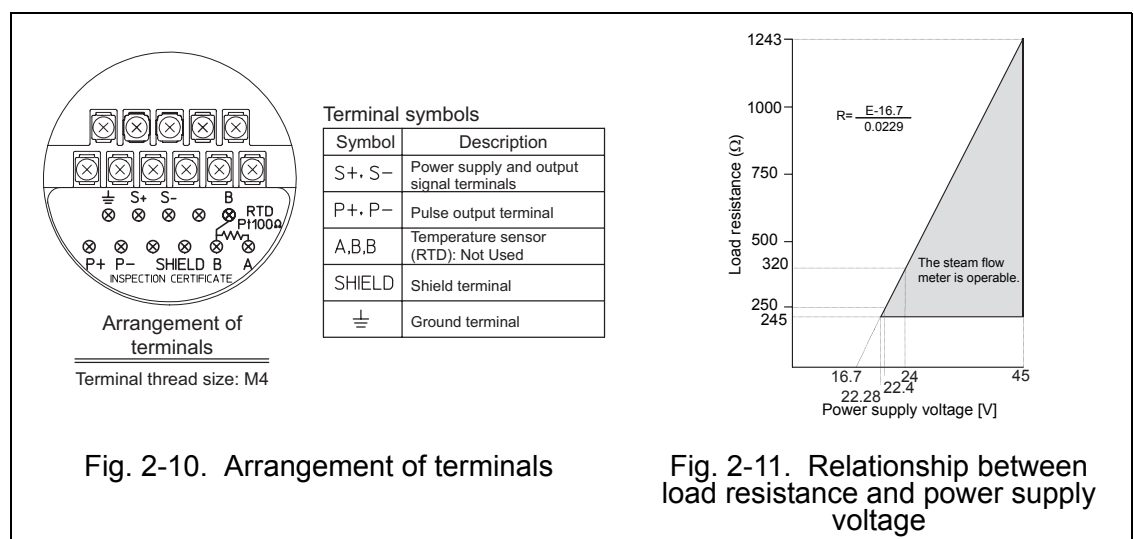 ⏚ S+ S- B
RTD
Pt100Ω
P+ P- SHIELD B A
INSPECTION CERTIFICATE
Arrangement of
terminals
Terminal thread size: M4
Terminal symbols
Symbol Description
S+, S- Power supply and output
signal terminals
P+, P- Pulse output terminal
A,B,B Temperature sensor
(RTD): Not Used
SHIELD Shield terminal
⏚ Ground terminal
Fig. 2-10. Arrangement of terminals
1243
1000
750
500
320
250
245
Load resistance (Ω)
R= E-16.7
0.0229
The steam flow
meter is operable.
16.7 24 45
22.28 22.4
Power supply voltage [V]
Fig. 2-11. Relationship between
load resistance and power supply
voltage